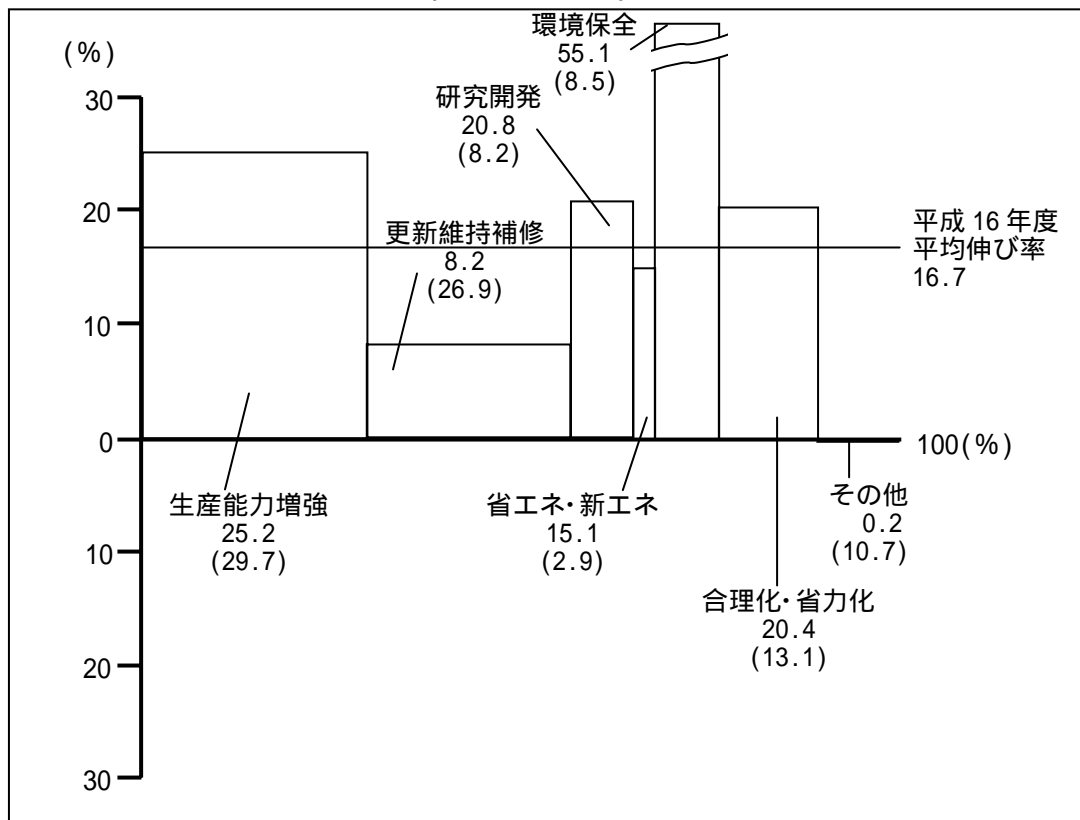 (%)
30
20
10
0
10
20
30
環境保全
55.1
(8.5)
研究開発
20.8
(8.2)
更新維持補修
8.2
(26.9)
平成 16 年度
平均伸び率
16.7
100(%)
生産能力増強
25.2
(29.7)
省エネ・新エネ
15.1
(2.9)
その他
0.2
(10.7)
合理化・省力化
20.4
(13.1)